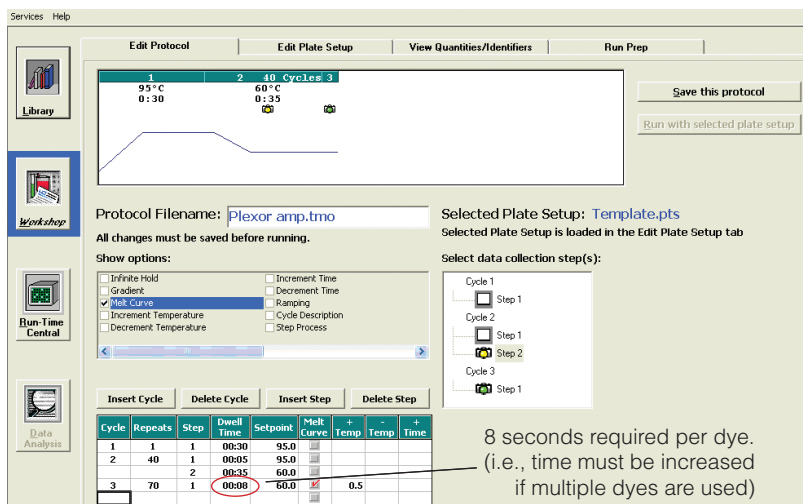 Services Help
Edit Protocol Edit Plate Setup View Quantities/Identifiers Run Prep
Library
Workshop
Run-Time
Central
Data
Analysis
1 2 40 Cycles 3
95°C 60°C
0:30 0:35
Save this protocol
Run with selected plate setup
Protocol Filename: Plexor amp.tmo
All changes must be saved before running.
Selected Plate Setup: Template.pts
Selected Plate Setup is loaded in the Edit Plate Setup tab
Show options:
Infinite Hold Increment Time
Gradient Decrement Time
Melt Curve Ramping
Increment Temperature Cycle Description
Decrement Temperature Step Process
Select data collection step(s):
Cycle 1
Step 1
Cycle 2
Step 1
Step 2
Cycle 3
Step 1
Insert Cycle Delete Cycle Insert Step Delete Step
Cycle Repeats Step Dwell Time Setpoint Melt Curve + Temp - Temp + Time
1 1 1 00:30 95.0
2 40 1 00:05 95.0
2 00:35 60.0
3 70 1 00:08 60.0 0.5
8 seconds required per dye.
(i.e., time must be increased
if multiple dyes are used)